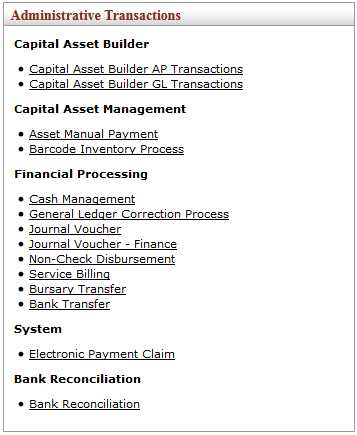 Administrative Transactions
Capital Asset Builder
Capital Asset Builder AP Transactions
Capital Asset Builder GL Transactions
Capital Asset Management
Asset Manual Payment
Barcode Inventory Process
Financial Processing
Cash Management
General Ledger Correction Process
Journal Voucher
Journal Voucher - Finance
Non-Check Disbursement
Service Billing
Bursary Transfer
Bank Transfer
System
Electronic Payment Claim
Bank Reconciliation
Bank Reconciliation